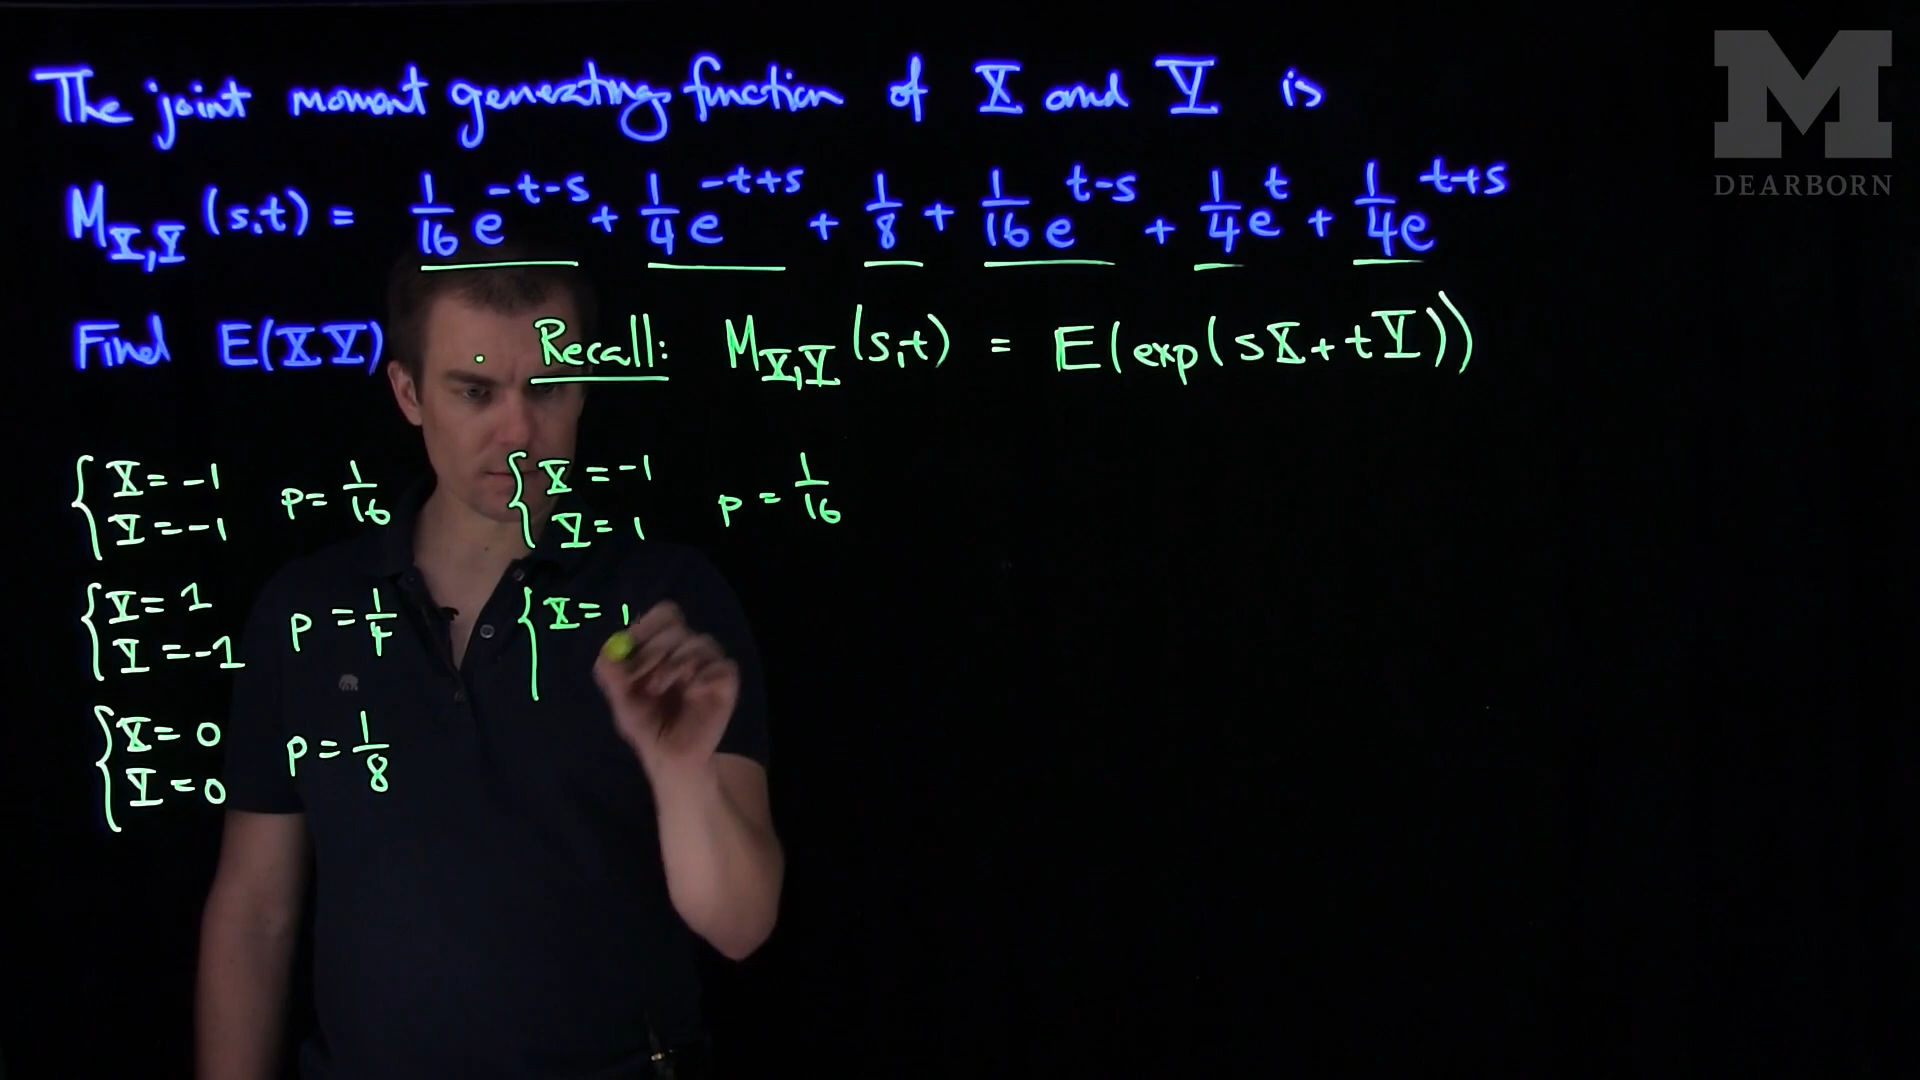 The joint moment generating function of X and Y is
M_{X,Y}(s,t) = 1/16 e^{-t-s} + 1/4 e^{-t+s} + 1/8 + 1/16 e^{t-s} + 1/4 e^{t} + 1/4 e^{t+s}
Find E(XY) . Recall: M_{X,Y}(s,t) = E(exp(sX+tY))
{ X = -1 Y = -1 p = 1/16
{ X = -1 Y = 1 p = 1/16
{ X = 1 Y = -1 p = 1/4
{ X = 1
{ X = 0 Y = 0 p = 1/8
M
DEARBORN